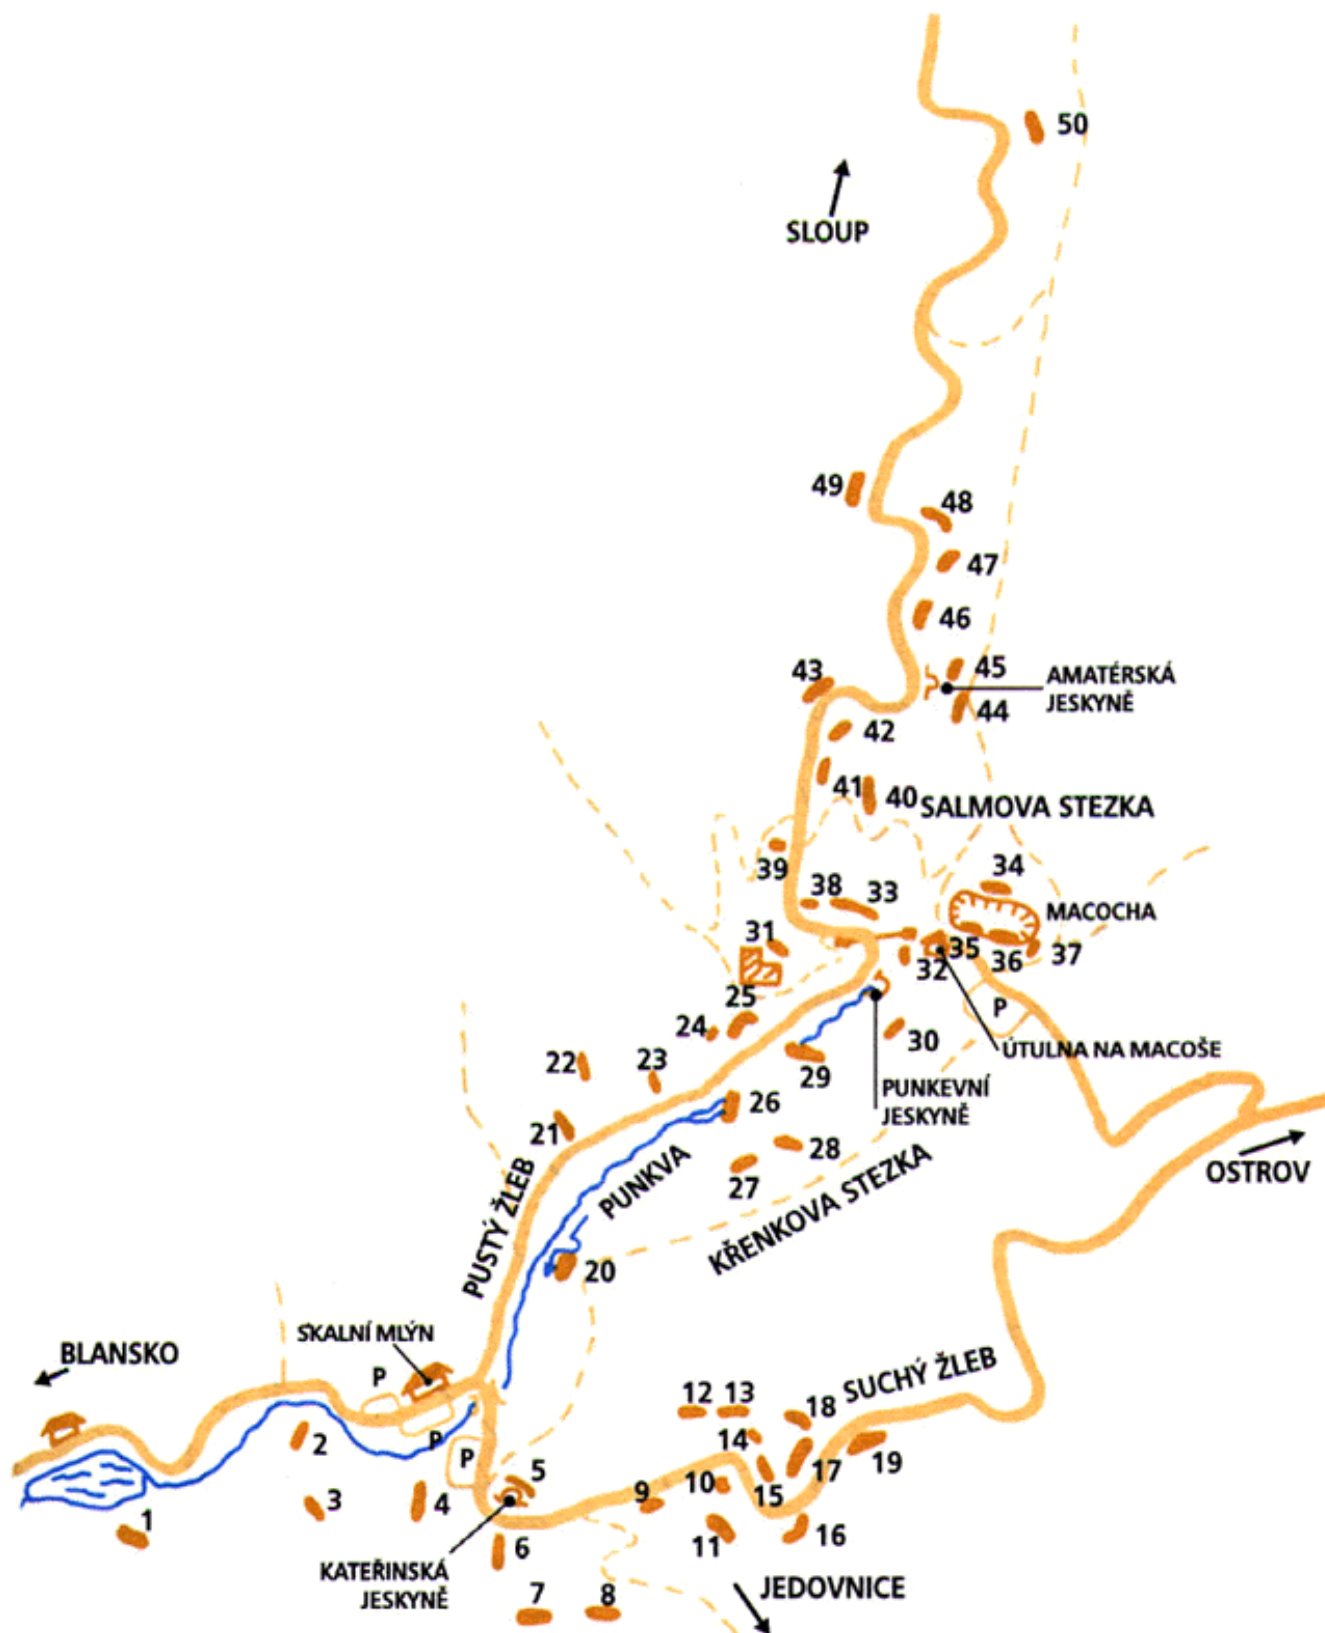 50
SLOUP
49
48
47
46
45
43
AMATÉRSKÁ
JESKYNĚ
44
42
41
40
SALMOVA STEZKA
39
34
38
33
MACOCHA
31
35
36
37
32
25
P
24
30
ÚTULNA NA MACOŠE
29
22
23
PUNKEVNÍ
JESKYNĚ
26
21
28
27
PUNKVA
KŘENKOVA STEZKA
OSTROV
PUSTÝ ŽLEB
20
SKALNÍ MLÝN
BLANSKO
P
SUCHÝ ŽLEB
12
13
18
2
P
14
P
19
17
5
10
15
3
4
9
1
11
16
6
KATEŘINSKÁ
JESKYNĚ
7
8
JEDOVNICE